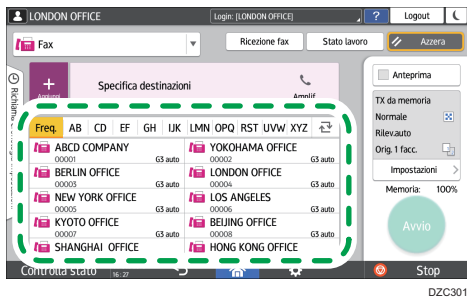 LONDON OFFICE
Login: [LONDON OFFICE]
?
Logout
Fax
Ricezione fax
Stato lavoro
Azzera
Specifica destinazioni
Anteprima
TX da memoria
Normale
Rilev.auto
Orig. 1 facc.
Impostazioni
Memoria: 100%
Avvio
Freq. AB CD EF GH IJK LMN OPQ RST UVW XYZ
ABCD COMPANY
00001 G3 auto
YOKOHAMA OFFICE
00002 G3 auto
BERLIN OFFICE
00003 G3 auto
LONDON OFFICE
00004 G3 auto
NEW YORK OFFICE
00005 G3 auto
LOS ANGELES
00006 G3 auto
KYOTO OFFICE
00007 G3 auto
BEIJING OFFICE
00008 G3 auto
SHANGHAI OFFICE
HONG KONG OFFICE
Controlla stato
16:27
Stop
DZC301